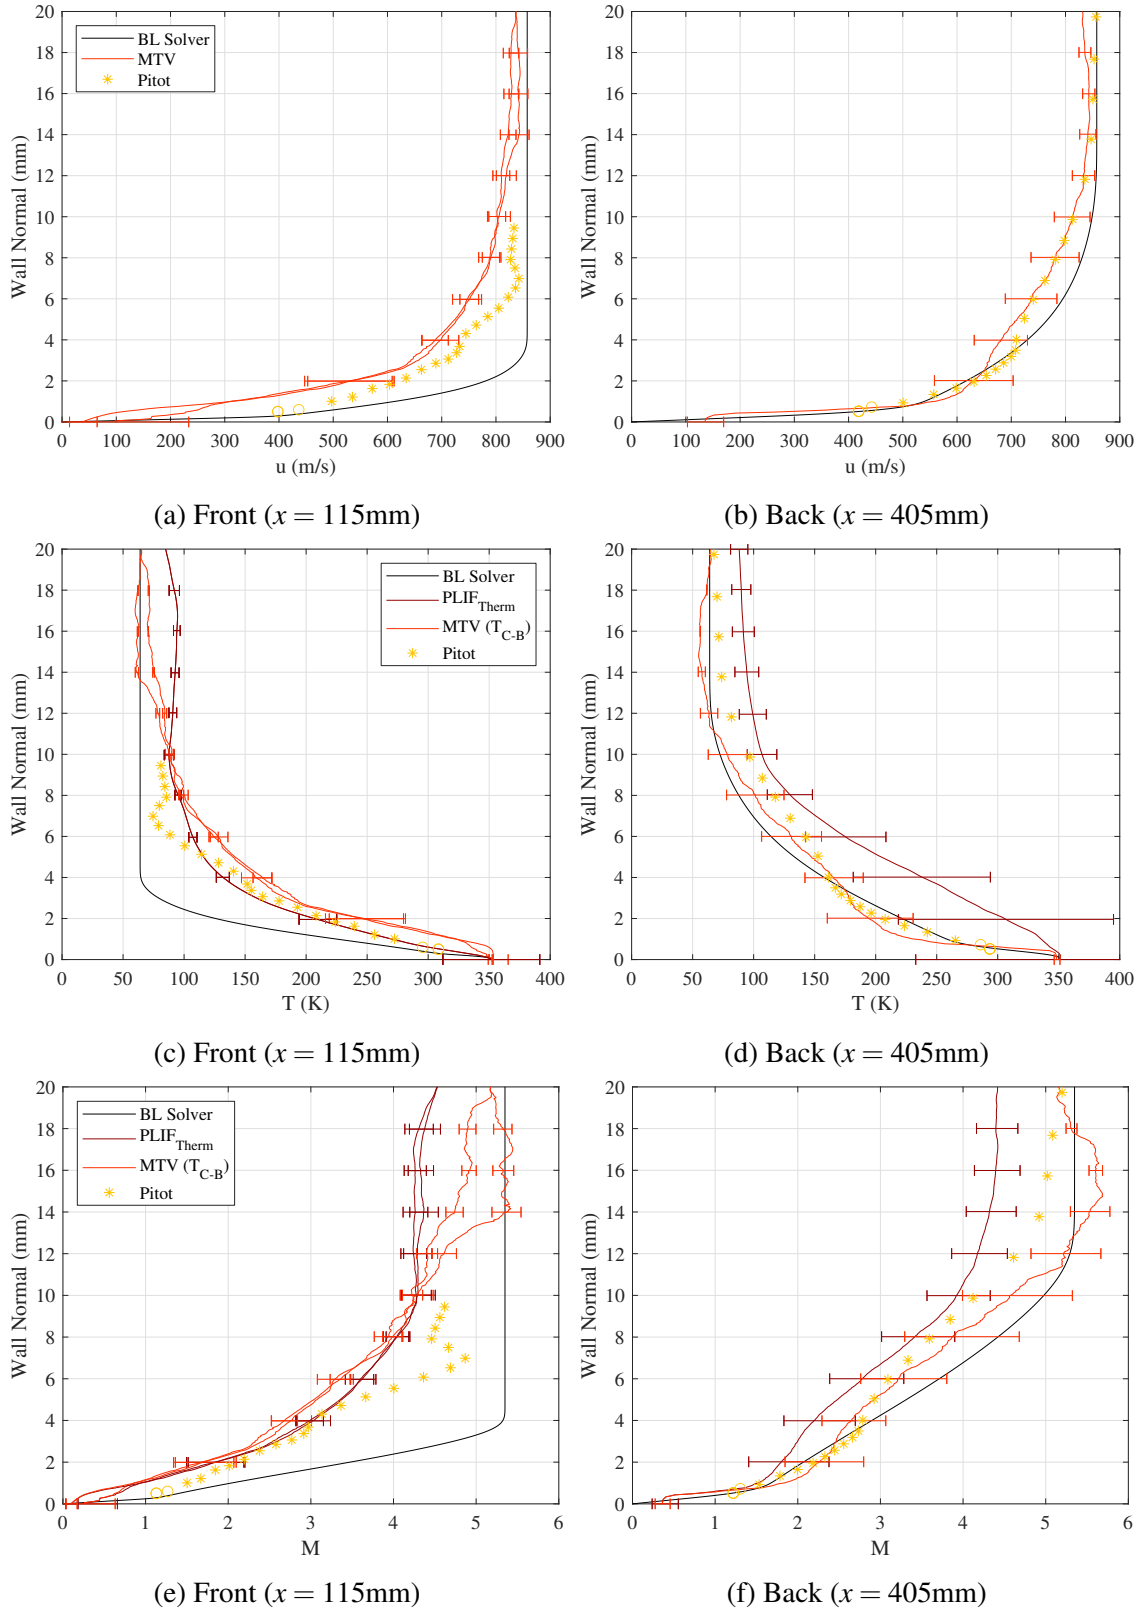 BL Solver
MTV
Pitot
Wall Normal (mm)
20
18
16
14
12
10
8
6
4
2
0
0 100 200 300 400 500 600 700 800 900
u (m/s)
(a) Front (x = 115mm)
Wall Normal (mm)
20
18
16
14
12
10
8
6
4
2
0
0 100 200 300 400 500 600 700 800 900
u (m/s)
(b) Back (x = 405mm)
BL Solver
PLIF_Therm
MTV (T_C-B)
Pitot
Wall Normal (mm)
20
18
16
14
12
10
8
6
4
2
0
0 50 100 150 200 250 300 350 400
T (K)
(c) Front (x = 115mm)
Wall Normal (mm)
20
18
16
14
12
10
8
6
4
2
0
0 50 100 150 200 250 300 350 400
T (K)
(d) Back (x = 405mm)
BL Solver
PLIF_Therm
MTV (T_C-B)
Pitot
Wall Normal (mm)
20
18
16
14
12
10
8
6
4
2
0
0 1 2 3 4 5 6
M
(e) Front (x = 115mm)
Wall Normal (mm)
20
18
16
14
12
10
8
6
4
2
0
0 1 2 3 4 5 6
M
(f) Back (x = 405mm)